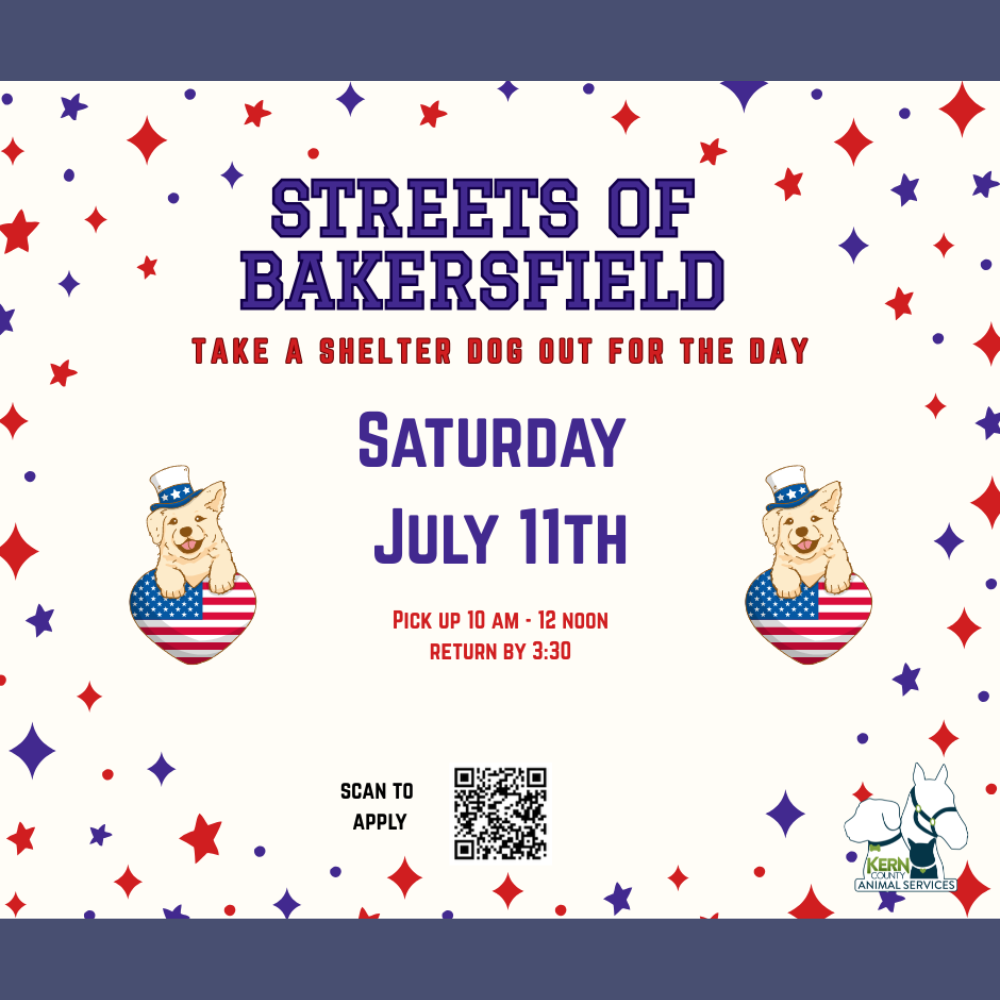 STREETS OF
BAKERSFIELD
TAKE A SHELTER DOG OUT FOR THE DAY
SATURDAY
JULY 11TH
PICK UP 10 AM - 12 NOON
RETURN BY 3:30
SCAN TO
APPLY
KERN
COUNTY
ANIMAL SERVICES